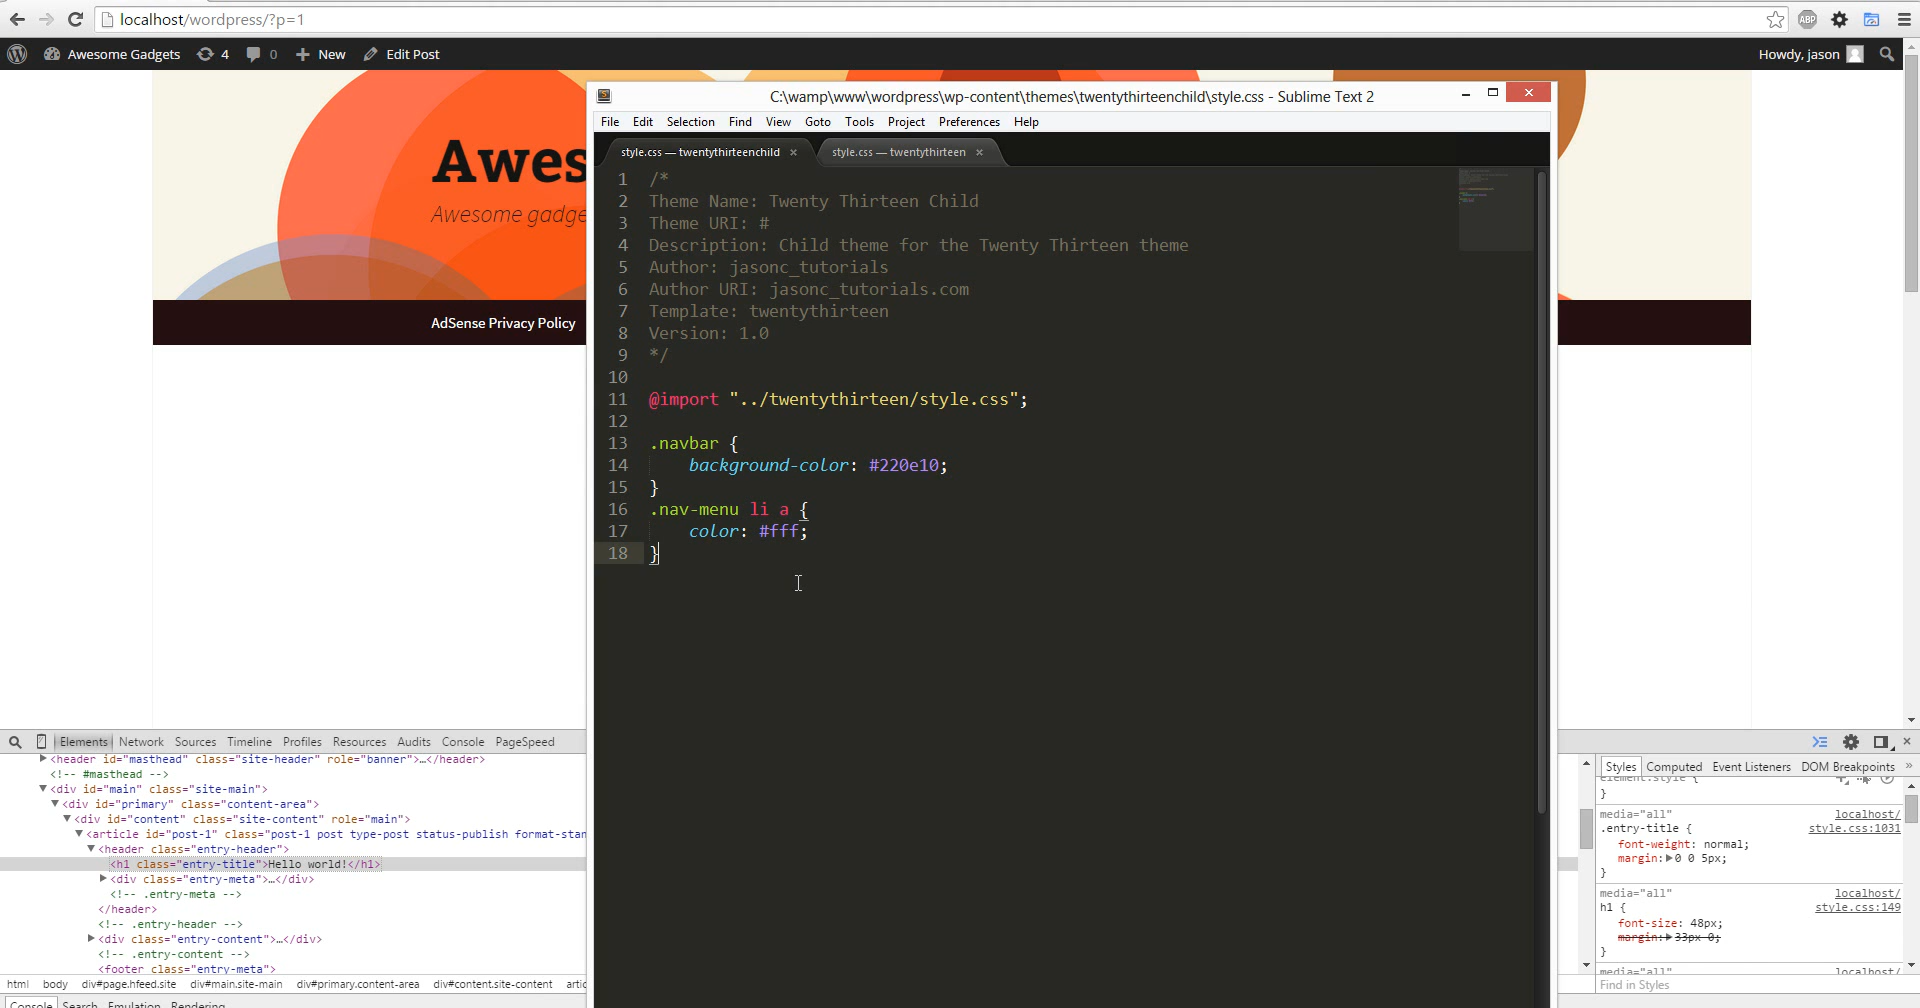 localhost/wordpress/?p=1
ABP
Awesome Gadgets 4 0 New Edit Post
Howdy, jason
Awes
Awesome gadge
AdSense Privacy Policy
C:\wamp\www\wordpress\wp-content\themes\twentythirteenchild\style.css - Sublime Text 2
File Edit Selection Find View Goto Tools Project Preferences Help
style.css — twentythirteenchild × style.css — twentythirteen ×
1 /*
2 Theme Name: Twenty Thirteen Child
3 Theme URI: #
4 Description: Child theme for the Twenty Thirteen theme
5 Author: jasonc_tutorials
6 Author URI: jasonc_tutorials.com
7 Template: twentythirteen
8 Version: 1.0
9 */
10
11 @import "../twentythirteen/style.css";
12
13 .navbar {
14 background-color: #220e10;
15 }
16 .nav-menu li a {
17 color: #fff;
18 }
Elements Network Sources Timeline Profiles Resources Audits Console PageSpeed
<header id="masthead" class="site-header" role="banner">…</header>
<!-- #masthead -->
<div id="main" class="site-main">
<div id="primary" class="content-area">
<div id="content" class="site-content" role="main">
<article id="post-1" class="post-1 post type-post status-publish format-stan
<header class="entry-header">
<h1 class="entry-title">Hello world!</h1>
<div class="entry-meta">…</div>
<!-- .entry-meta -->
</header>
<!-- .entry-header -->
<div class="entry-content">…</div>
<!-- .entry-content -->
<footer class="entry-meta">
html body div#page.hfeed.site div#main.site-main div#primary.content-area div#content.site-content artic
Console Search Emulation Rendering
Styles Computed Event Listeners DOM Breakpoints »
element.style {
}
media="all" localhost/
.entry-title { style.css:1031
font-weight: normal;
margin: 0 0 5px;
}
media="all" localhost/
h1 { style.css:149
font-size: 48px;
margin: 33px 0;
}
media="all" localhost/
Find in Styles